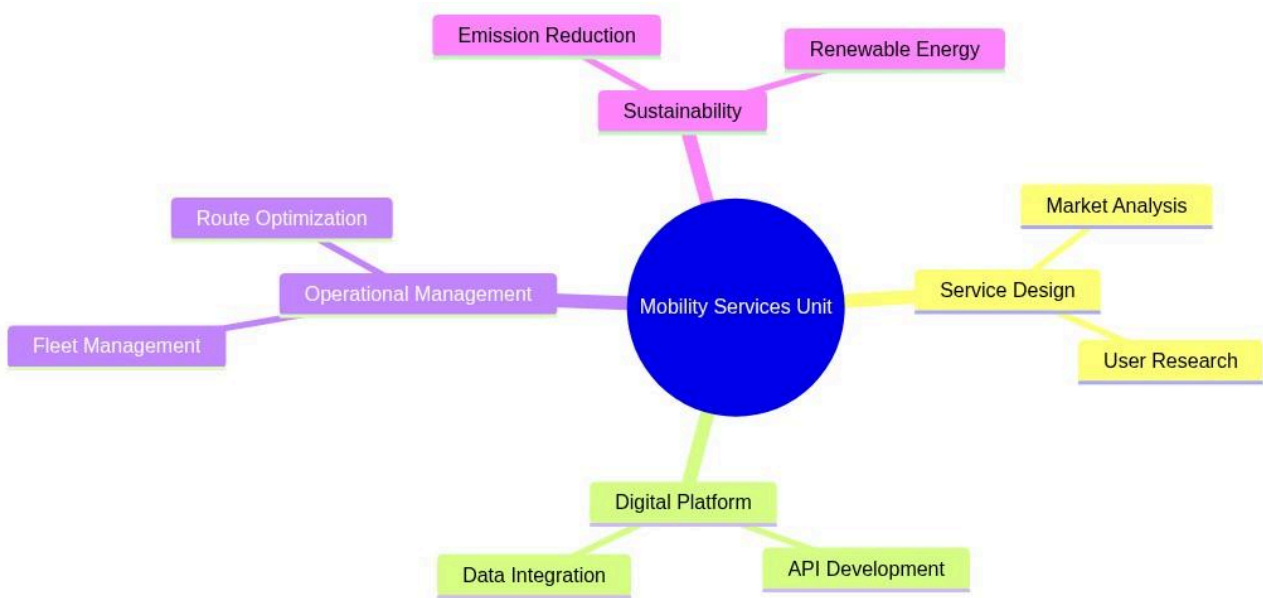 Emission Reduction
Renewable Energy
Sustainability
Route Optimization
Operational Management
Fleet Management
Mobility Services Unit
Market Analysis
Service Design
User Research
Digital Platform
Data Integration
API Development